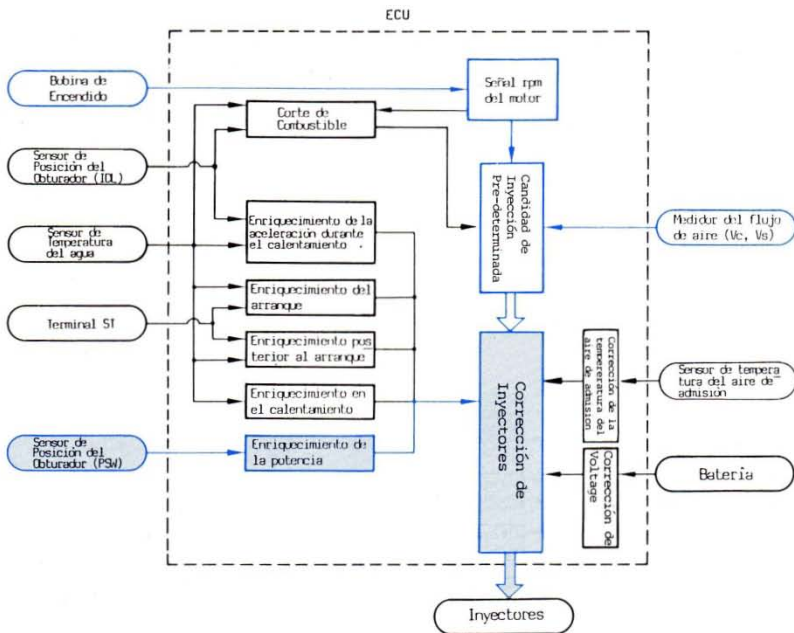 ECU
Bobina de
Encendido
Señal rpm
del motor
Corte de
Combustible
Sensor de
Posición del
Obturador (IDL)
Candidad de
Inyección
Pre-determinada
Enriquecimiento de la
aceleración durante
el calentamiento .
Medidor del flujo
de aire (Vc, Vs)
Sensor de
Temperatura
del agua
Enriquecimiento del
arranque
Terminal ST
Enriquecimiento pos
terior al arranque
Corrección de
Inyectores
Corrección de la
tempereratura del
aire de admisión
Sensor de tempera
tura del aire de
admisión
Enriquecimiento en
el calentamiento
Sensor de
Posición del
Obturador (PSW)
Enriquecimiento de
la potencia
Corrección de
Voltage
Batería
Inyectores